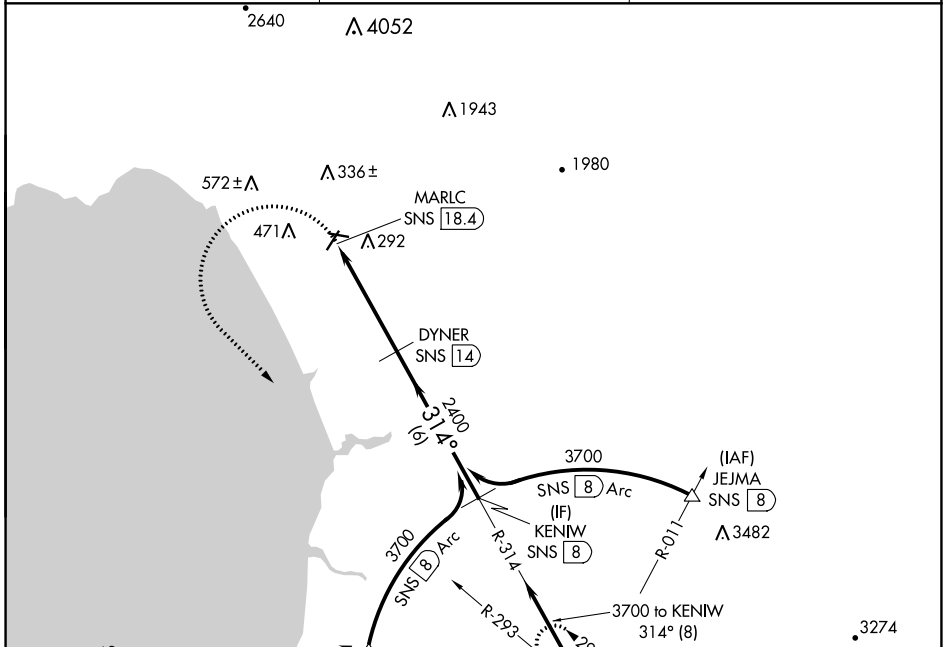 2640
4052
1943
1980
572±
336±
MARLC
SNS 18.4
471
292
DYNER
SNS 14
2400
314°
(6)
3700
SNS 8 Arc
(IAF)
JEJMA
SNS 8
3482
(IF)
KENIW
SNS 8
3700
SNS 8 Arc
R-314
R-011
R-293
3700 to KENIW
314° (8)
3274